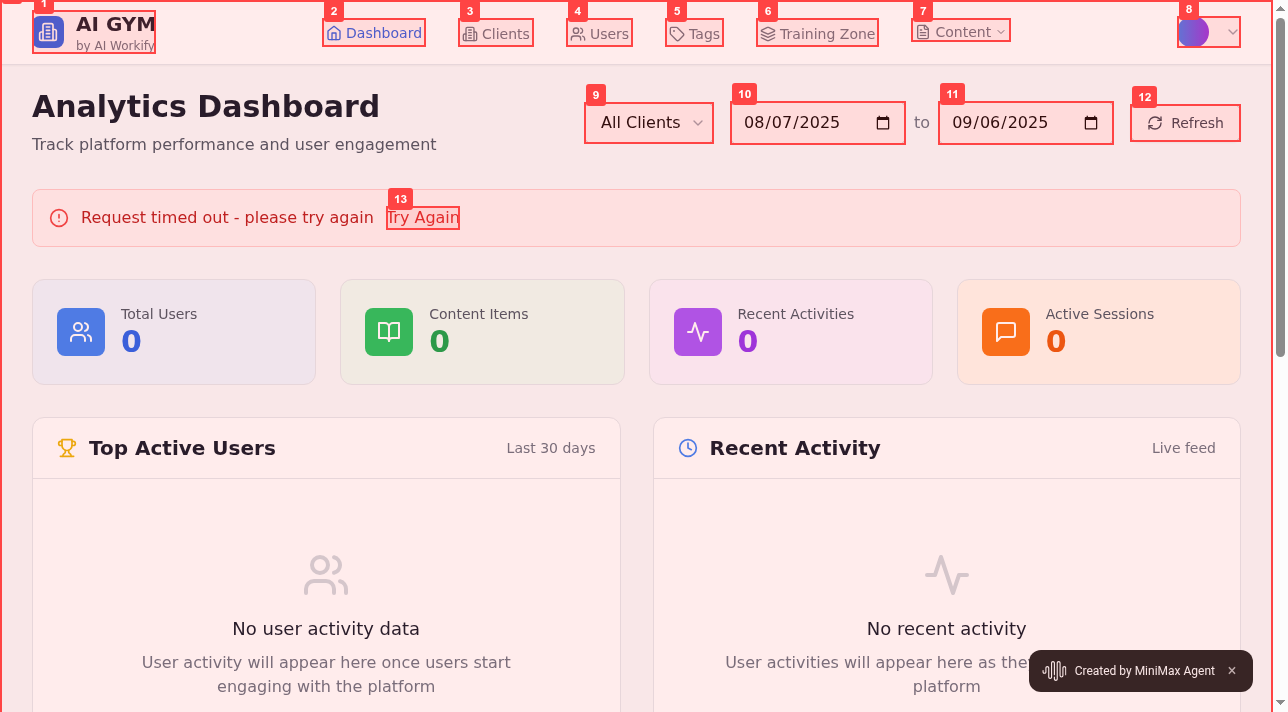 1
AI GYM
by AI Workify
2
Dashboard
3
Clients
4
Users
5
Tags
6
Training Zone
7
Content
8
Analytics Dashboard
Track platform performance and user engagement
9
All Clients
10
08/07/2025
to
11
09/06/2025
12
Refresh
Request timed out - please try again
13
Try Again
Total Users
0
Content Items
0
Recent Activities
0
Active Sessions
0
Top Active Users
Last 30 days
Recent Activity
Live feed
No user activity data
User activity will appear here once users start
engaging with the platform
No recent activity
User activities will appear here as
platform
Created by MiniMax Agent ×